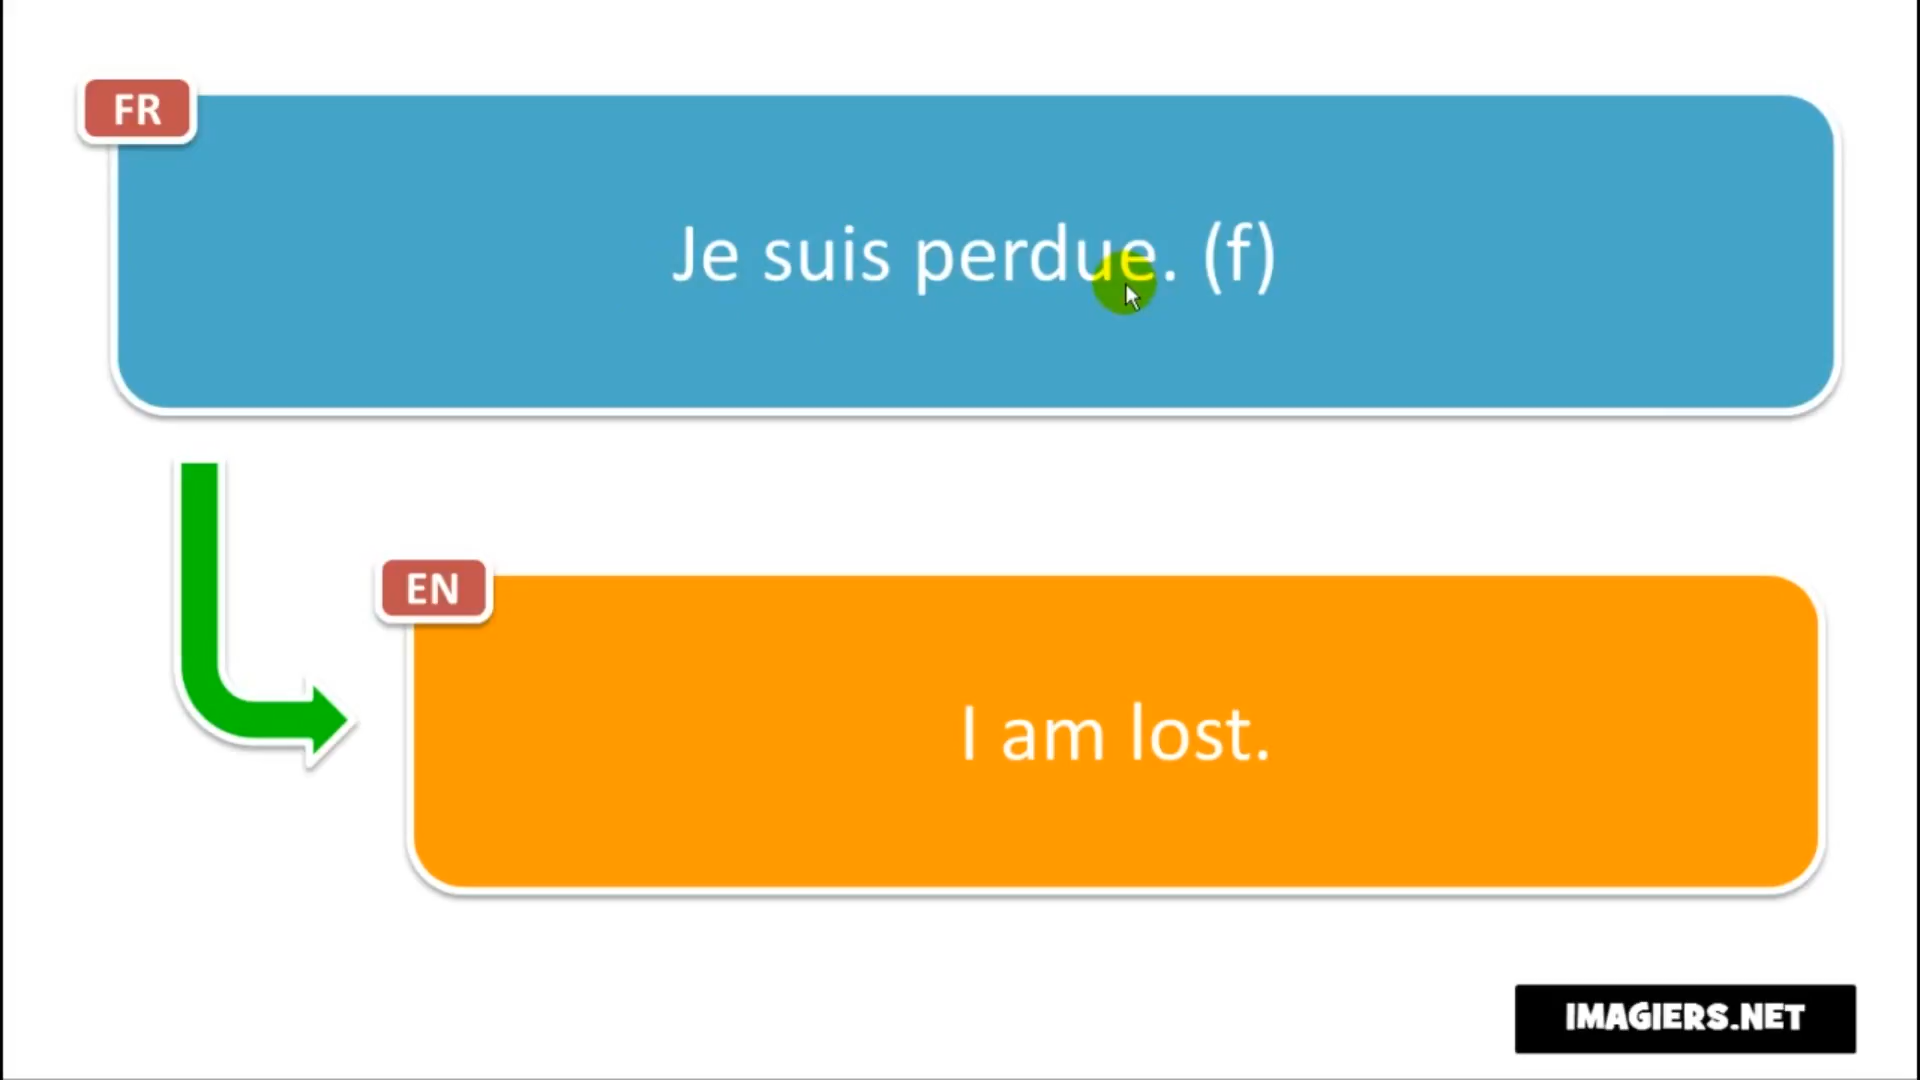 FR
Je suis perdue. (f)
EN
I am lost.
IMAGIERS.NET